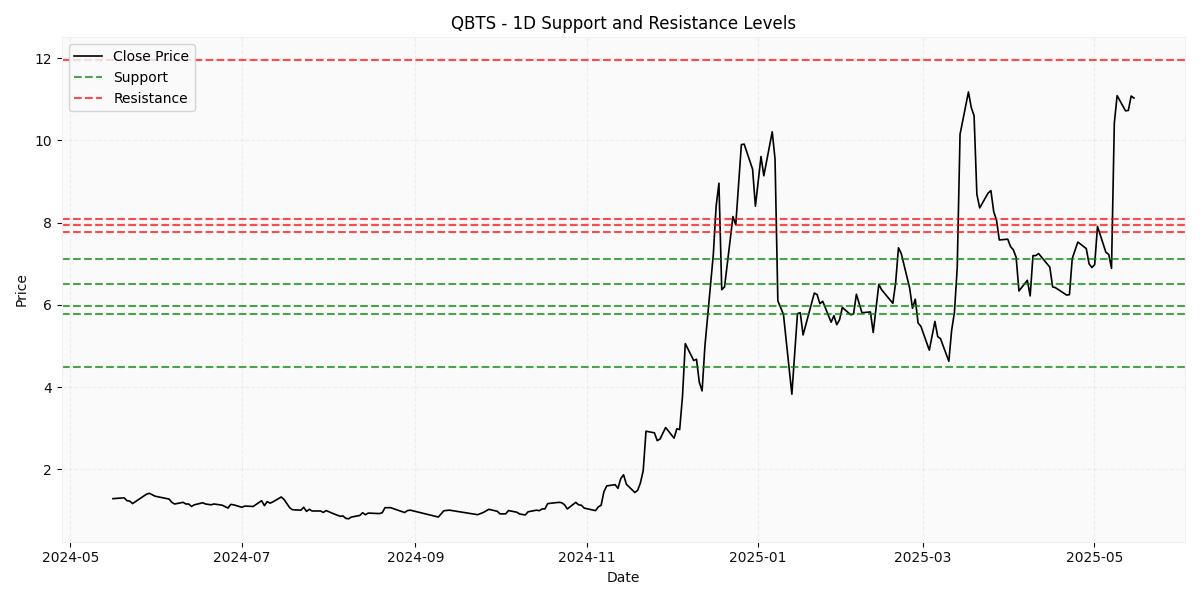 QBTS - 1D Support and Resistance Levels
Close Price
Support
Resistance
Price
12
10
8
6
4
2
2024-05
2024-07
2024-09
2024-11
2025-01
2025-03
2025-05
Date